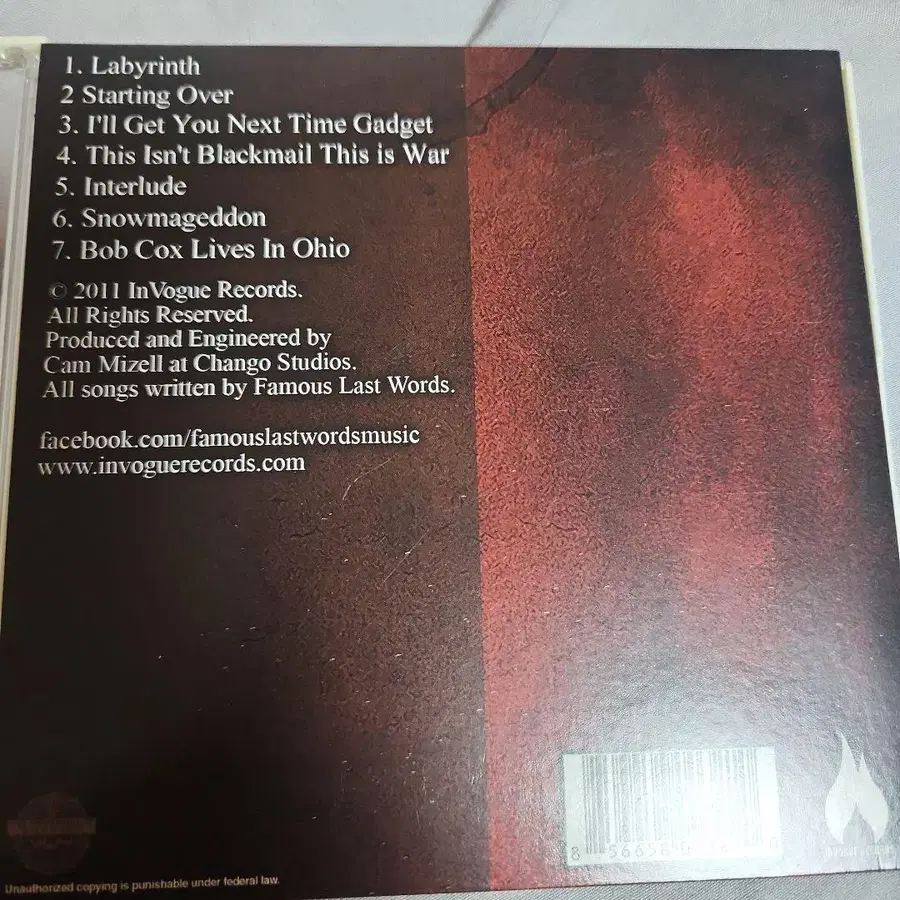 1. Labyrinth
2 Starting Over
3. I'll Get You Next Time Gadget
4. This Isn't Blackmail This is War
5. Interlude
6. Snowmageddon
7. Bob Cox Lives In Ohio
© 2011 InVogue Records.
All Rights Reserved.
Produced and Engineered by
Cam Mizell at Chango Studios.
All songs written by Famous Last Words.
facebook.com/famouslastwordsmusic
www.invoguerecords.com
Unauthorized copying is punishable under federal law.